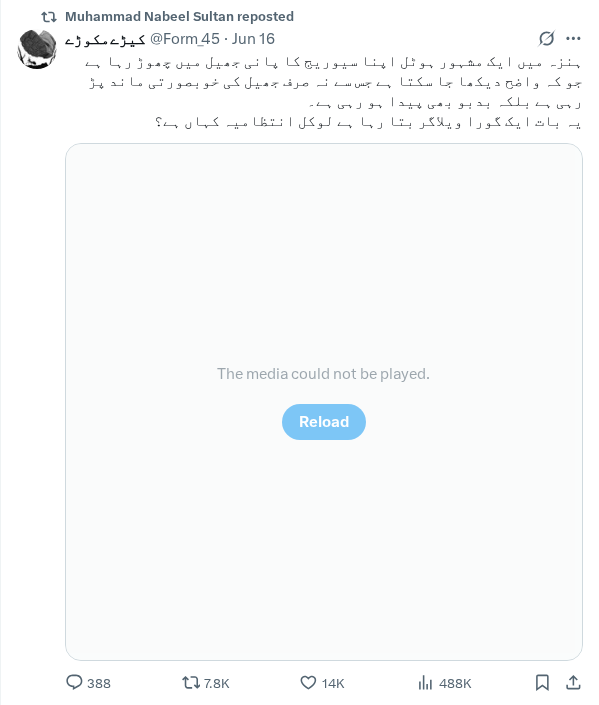 Muhammad Nabeel Sultan reposted
کیڑےمکوڑے @Form_45 · Jun 16
ہنزہ میں ایک مشہور ہوٹل اپنا سیوریج کا پانی جھیل میں چھوڑ رہا ہے
جو کہ واضح دیکھا جا سکتا ہے جس سے نہ صرف جھیل کی خوبصورتی ماند پڑ
رہی ہے بلکہ بدبو بھی پیدا ہو رہی ہے۔
یہ بات ایک گورا ویلاگر بتا رہا ہے لوکل انتظامیہ کہاں ہے؟
The media could not be played.
Reload
388 7.8K 14K 488K